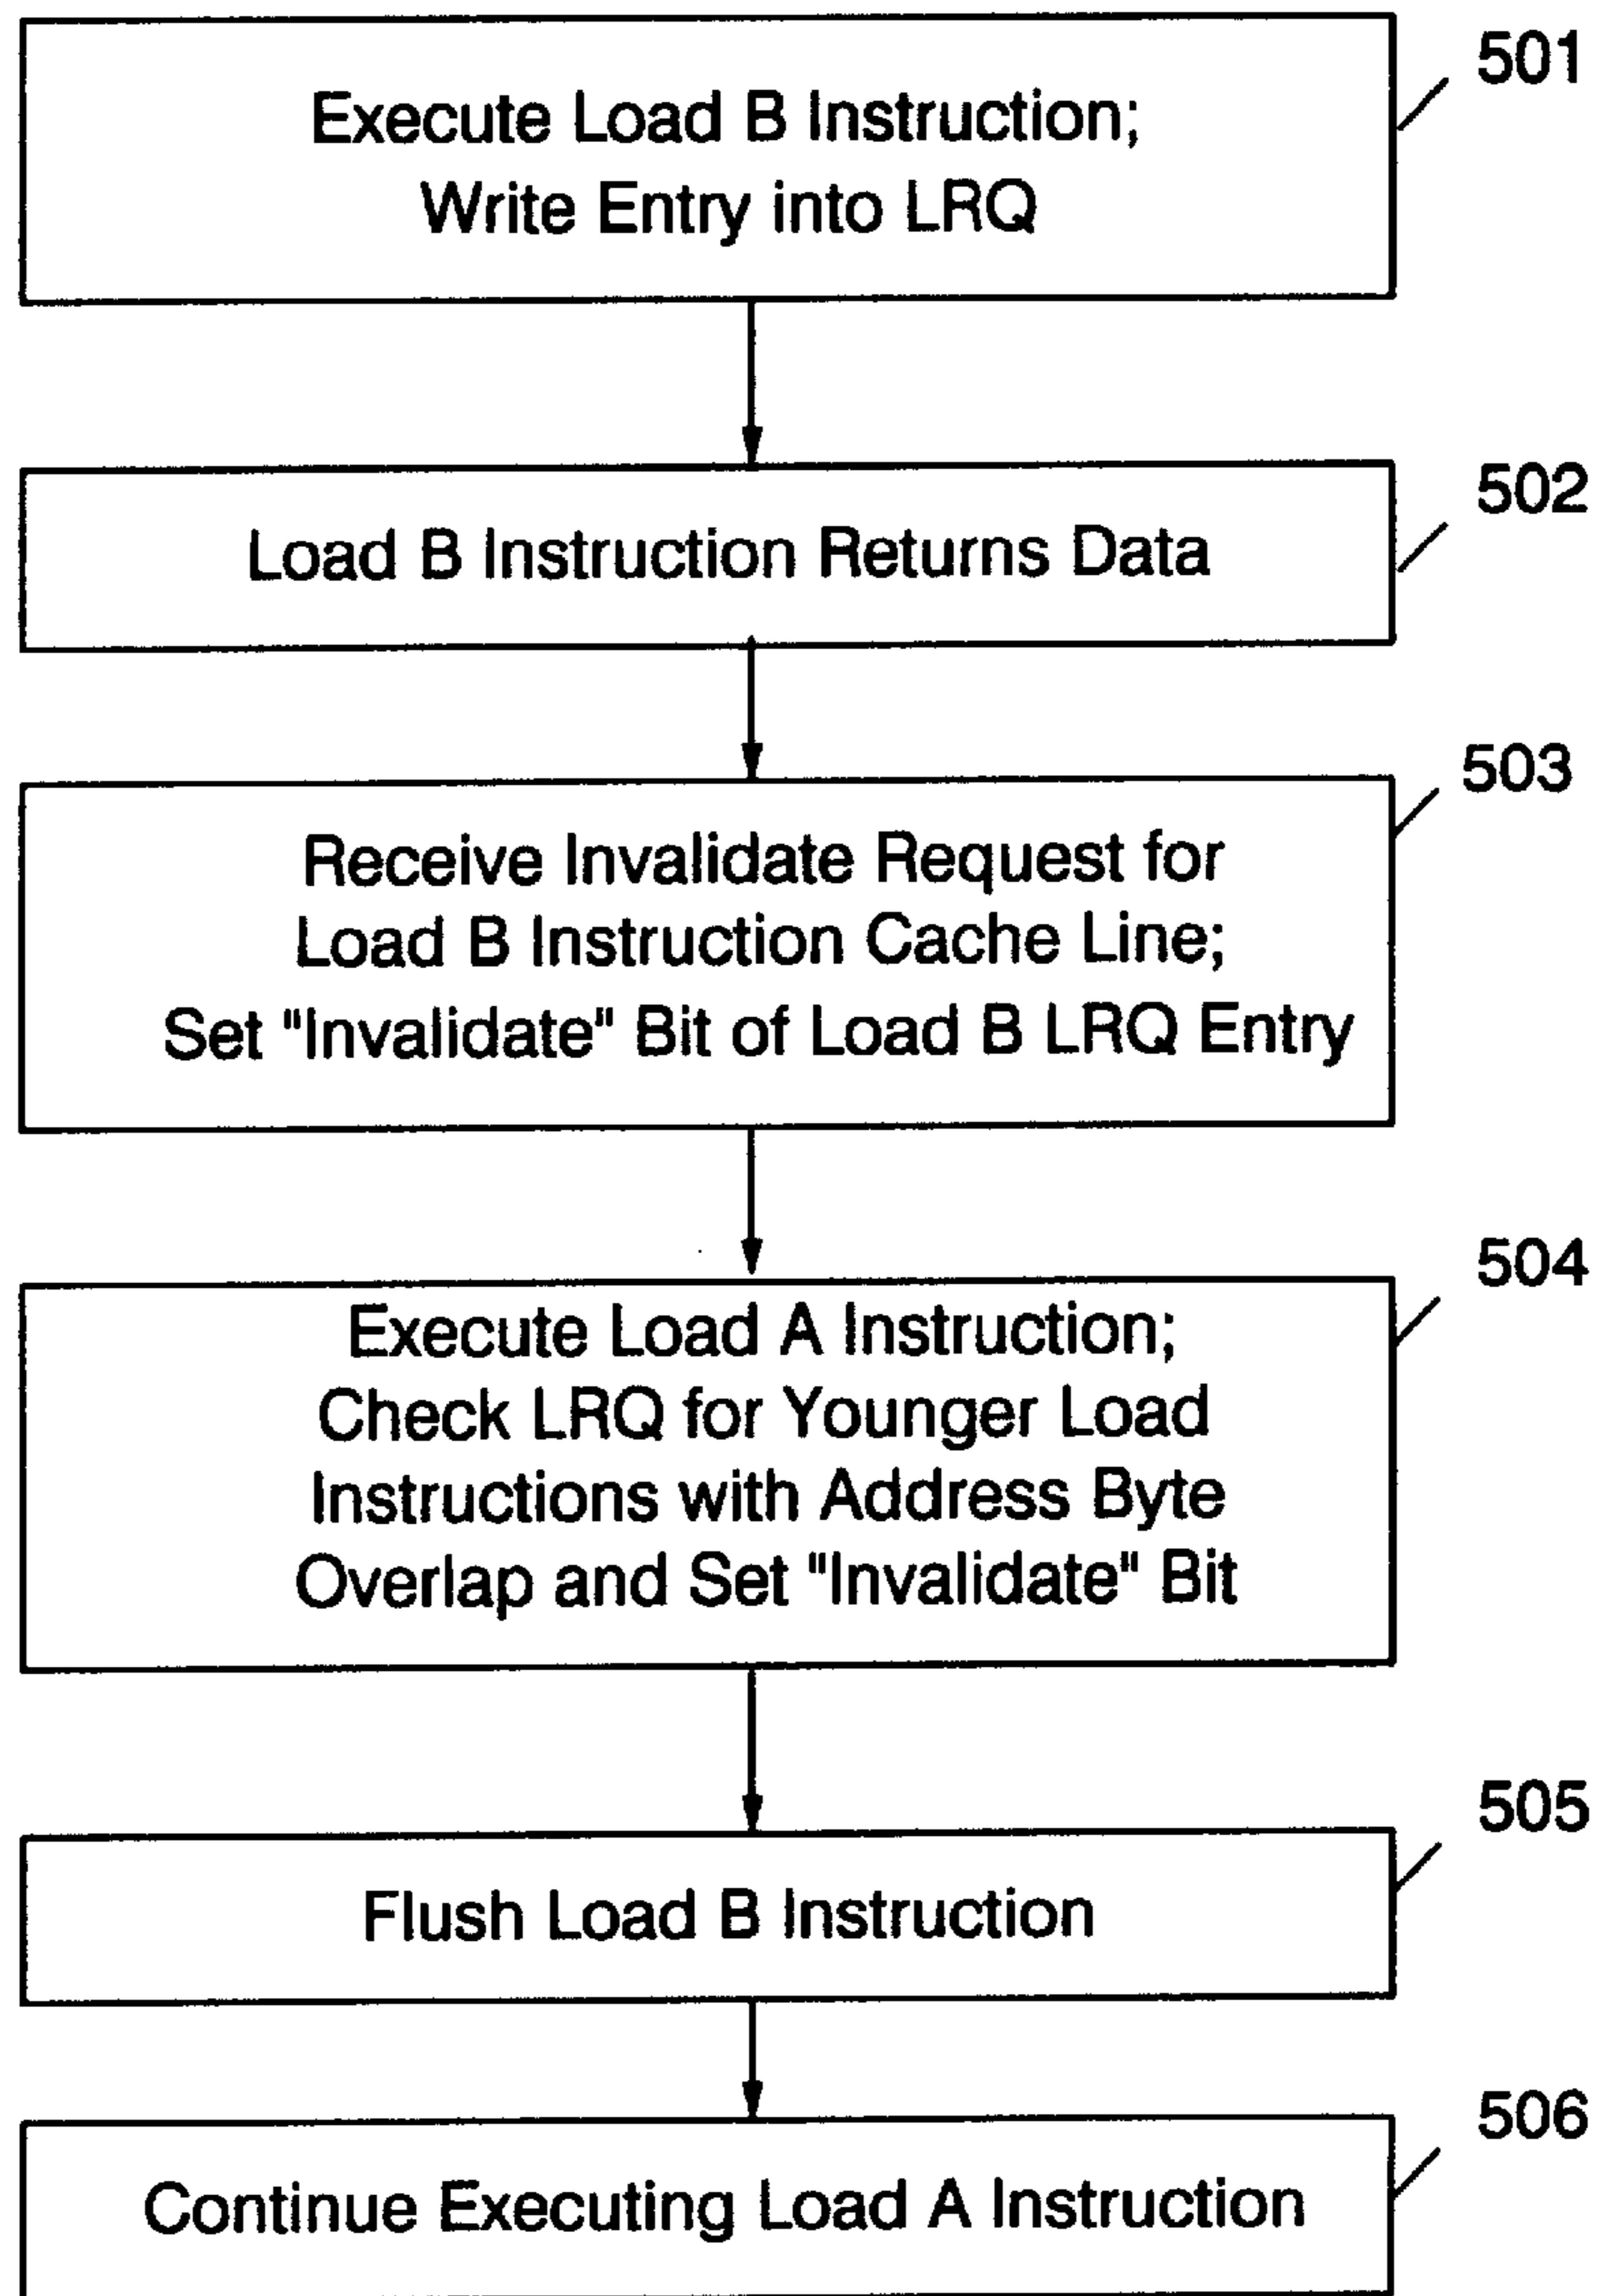 501
Execute Load B Instruction;
Write Entry into LRQ
502
Load B Instruction Returns Data
503
Receive Invalidate Request for
Load B Instruction Cache Line;
Set "Invalidate" Bit of Load B LRQ Entry
504
Execute Load A Instruction;
Check LRQ for Younger Load
Instructions with Address Byte
Overlap and Set "Invalidate" Bit
505
Flush Load B Instruction
506
Continue Executing Load A Instruction